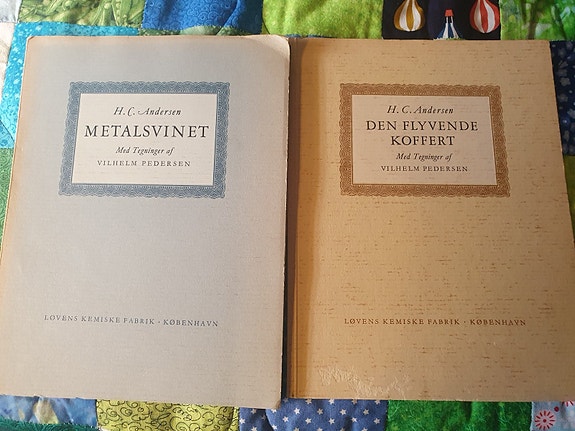 H. C. Andersen
METALSVINET
Med Tegninger af
VILHELM PEDERSEN
LØVENS KEMISKE FABRIK · KØBENHAVN
H. C. Andersen
DEN FLYVENDE
KOFFERT
Med Tegninger af
VILHELM PEDERSEN
LØVENS KEMISKE FABRIK · KØBENHAVN